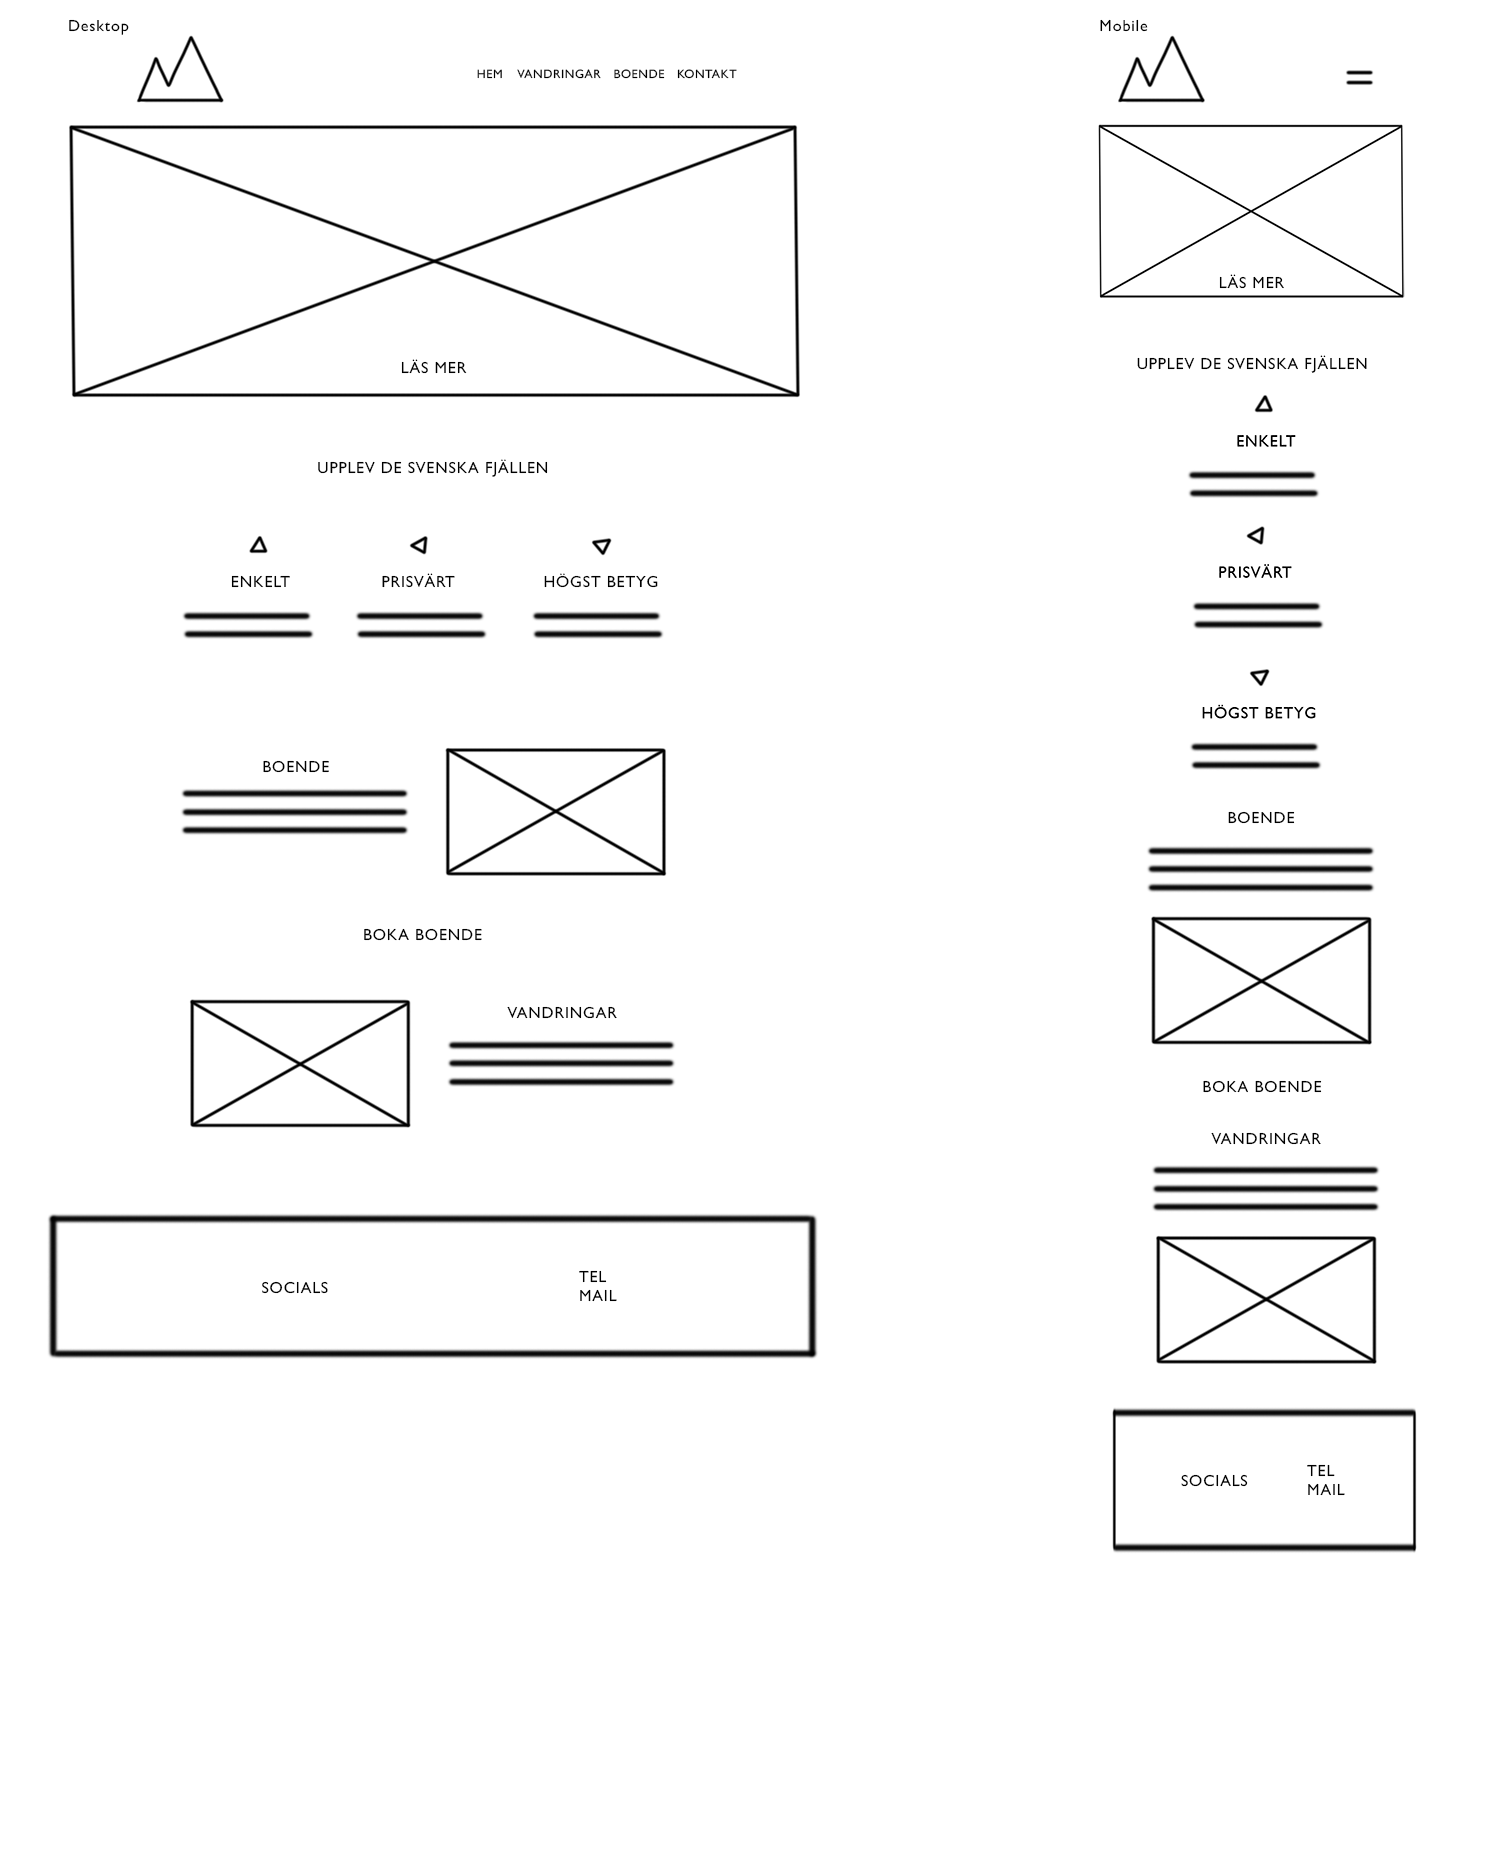 Desktop
HEM VANDRINGAR BOENDE KONTAKT
LÄS MER
UPPLEV DE SVENSKA FJÄLLEN
ENKELT PRISVÄRT HÖGST BETYG
BOENDE
BOKA BOENDE
VANDRINGAR
SOCIALS
TEL
MAIL
Mobile
LÄS MER
UPPLEV DE SVENSKA FJÄLLEN
ENKELT
PRISVÄRT
HÖGST BETYG
BOENDE
BOKA BOENDE
VANDRINGAR
SOCIALS
TEL
MAIL